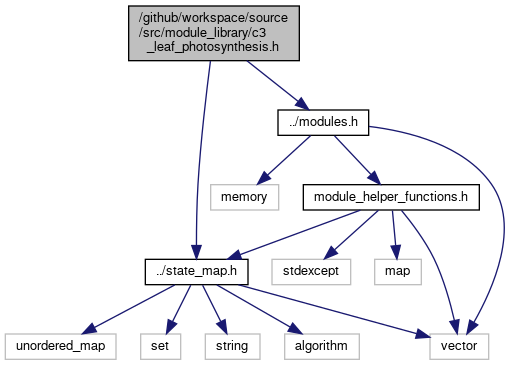 /github/workspace/source
/src/module_library/c3
_leaf_photosynthesis.h
../modules.h
memory
module_helper_functions.h
../state_map.h
stdexcept
map
unordered_map
set
string
algorithm
vector